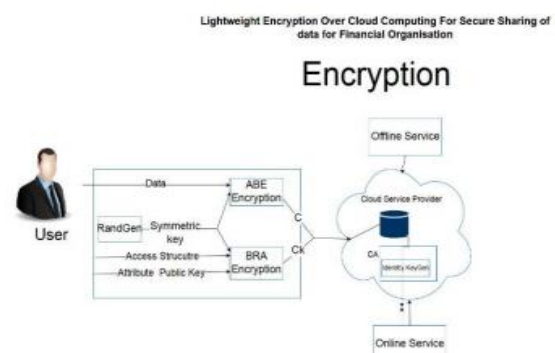 Lightweight Encryption Over Cloud Computing For Secure Sharing of
data for Financial Organisation
Encryption
Offline Service
Data
ABE
Encryption
Cloud Service Provider
User
RandGen
Symmetric
key
C
Access Strucutre
BRA
Encryption
Ck
CA
Identity KeyGen
Attribute Public Key
Online Service